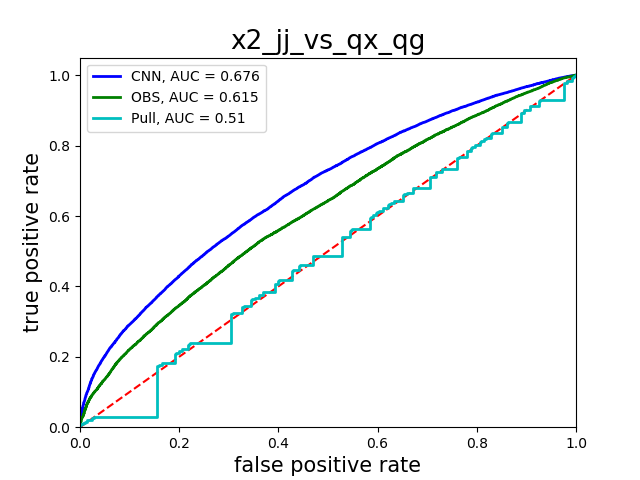 x2_jj_vs_qx_qg
CNN, AUC = 0.676
OBS, AUC = 0.615
Pull, AUC = 0.51
true positive rate
1.0
0.8
0.6
0.4
0.2
0.0
0.0 0.2 0.4 0.6 0.8 1.0
false positive rate